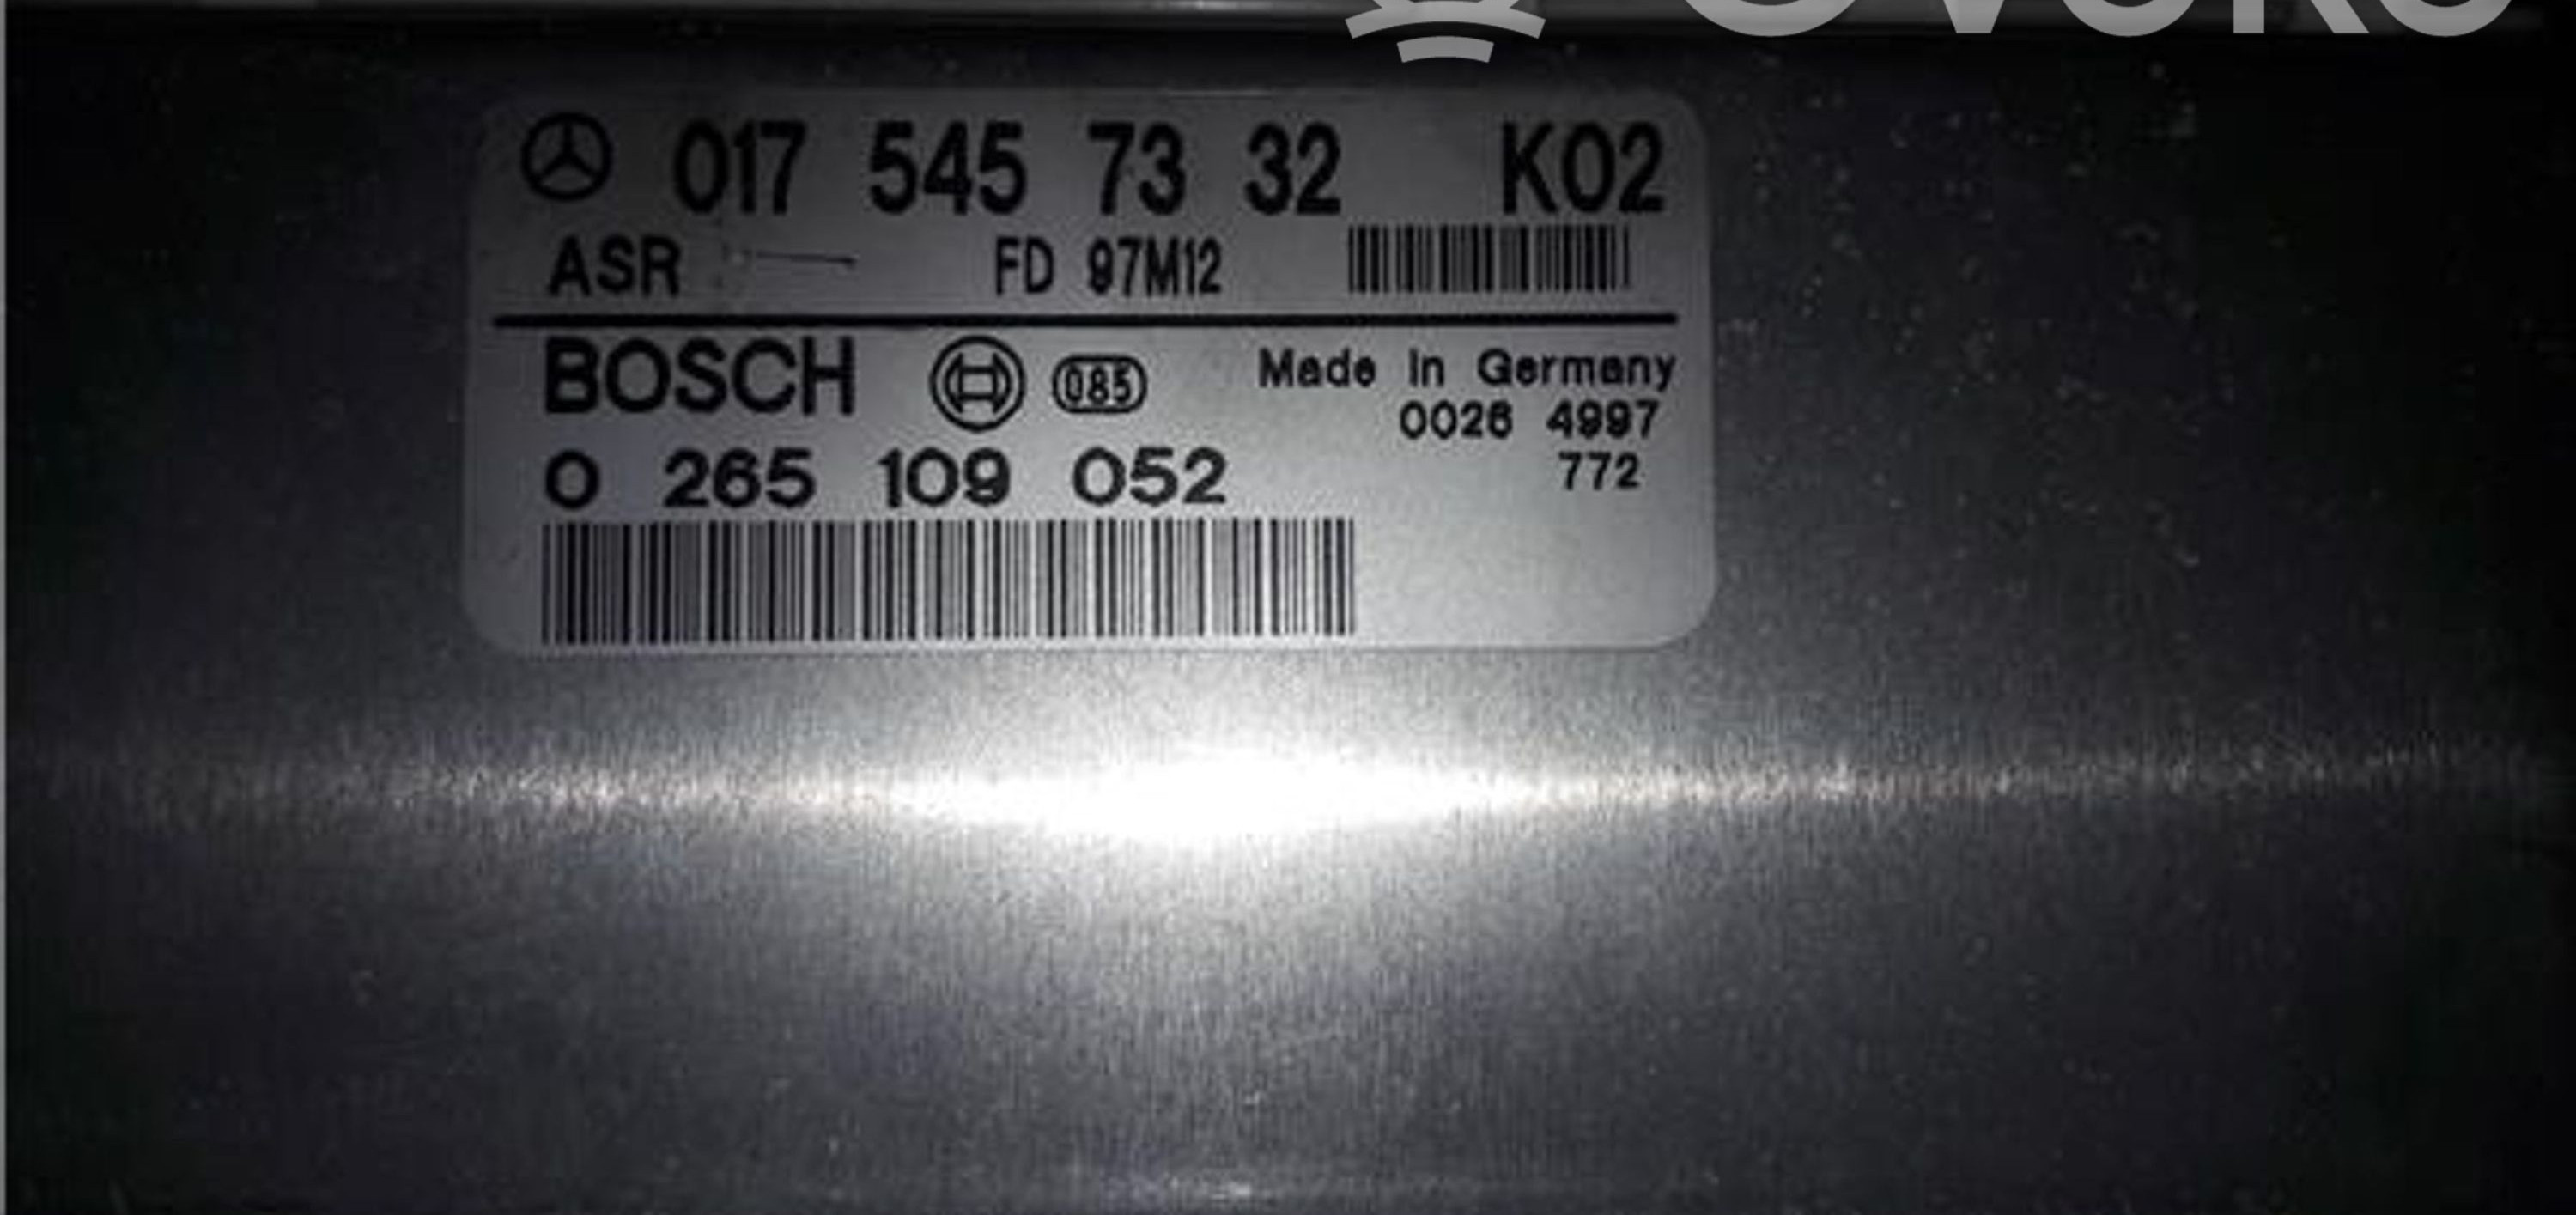 017 545 73 32 K02
ASR FD 97M12
BOSCH 085 Made in Germany
0026 4997
0 265 109 052 772